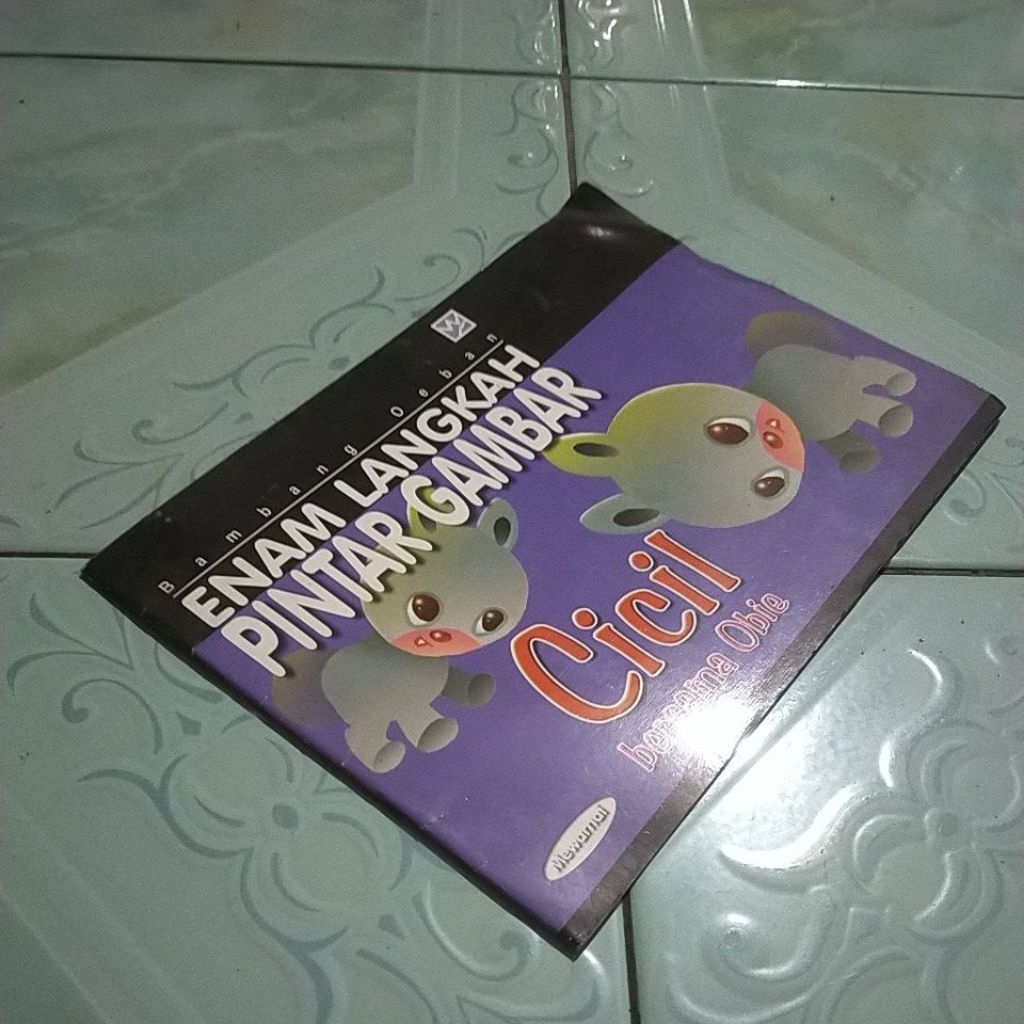 Bambang Oeban
ENAM LANGKAH
PINTAR GAMBAR
Cicil
bersama Obie
Mewarnai